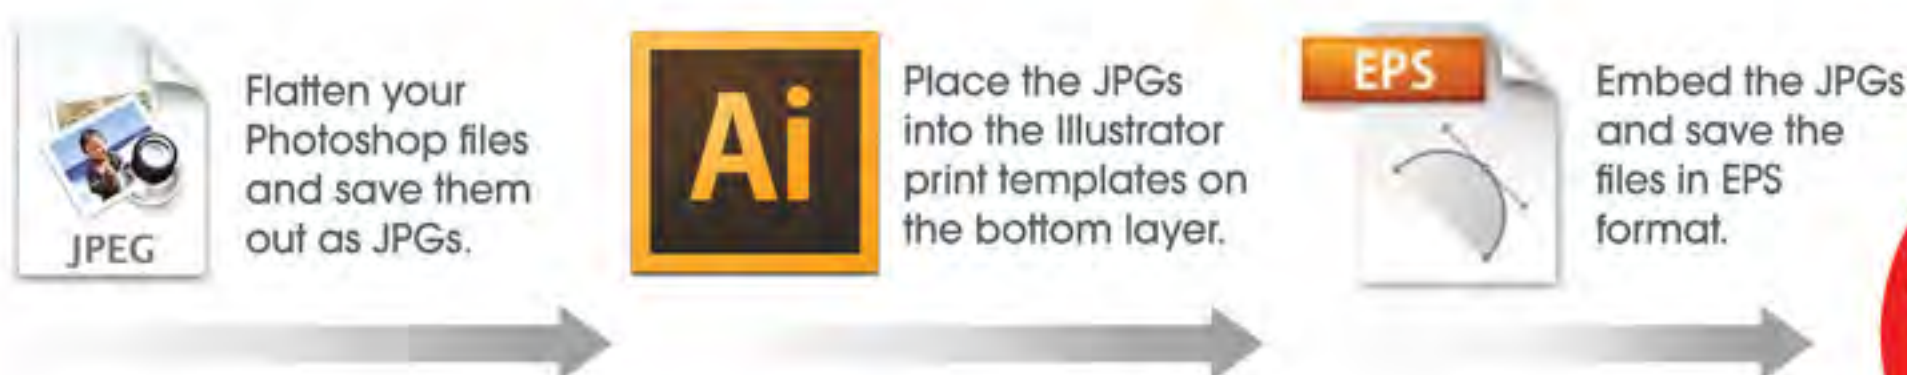 JPEG
Flatten your
Photoshop files
and save them
out as JPGs.
Ai
Place the JPGs
into the Illustrator
print templates on
the bottom layer.
EPS
Embed the JPGs
and save the
files in EPS
format.